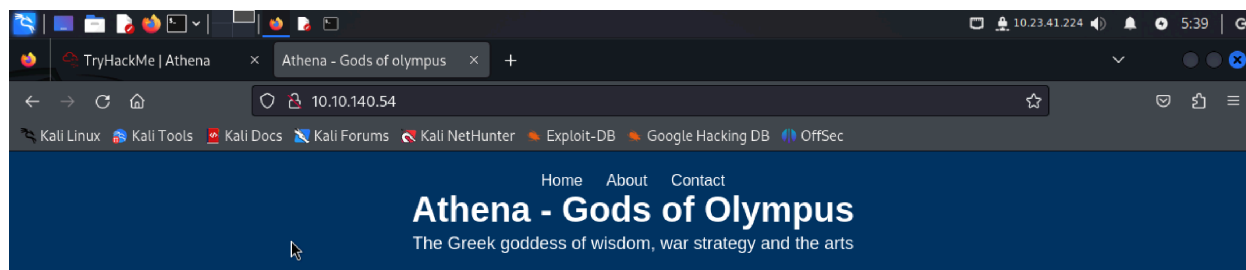 10.23.41.224 5:39 G
TryHackMe | Athena Athena - Gods of olympus
10.10.140.54
Kali Linux Kali Tools Kali Docs Kali Forums Kali NetHunter Exploit-DB Google Hacking DB OffSec
Home About Contact
Athena - Gods of Olympus
The Greek goddess of wisdom, war strategy and the arts